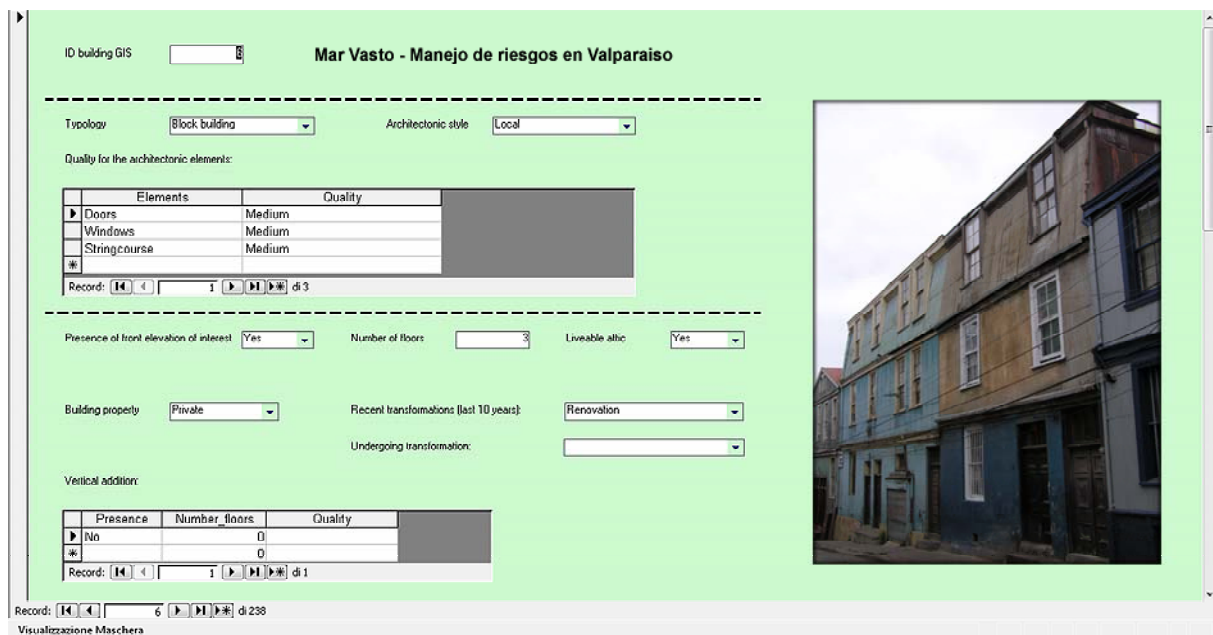 ID building GIS 6 Mar Vasto - Manejo de riesgos en Valparaiso
Typology Block building Architectonic style Local
Quality for the architectonic elements:
Elements Quality
Doors Medium
Windows Medium
Stringcourse Medium
Record: 1 di 3
Presence of front elevation of interest Yes Number of floors 3 Liveable attic Yes
Building property Private Recent transformations (last 10 years): Renovation
Undergoing transformation:
Vertical addition:
Presence Number_floors Quality
No 0
0
Record: 1 di 1
Record: 6 di 238
Visualizzazione Maschera